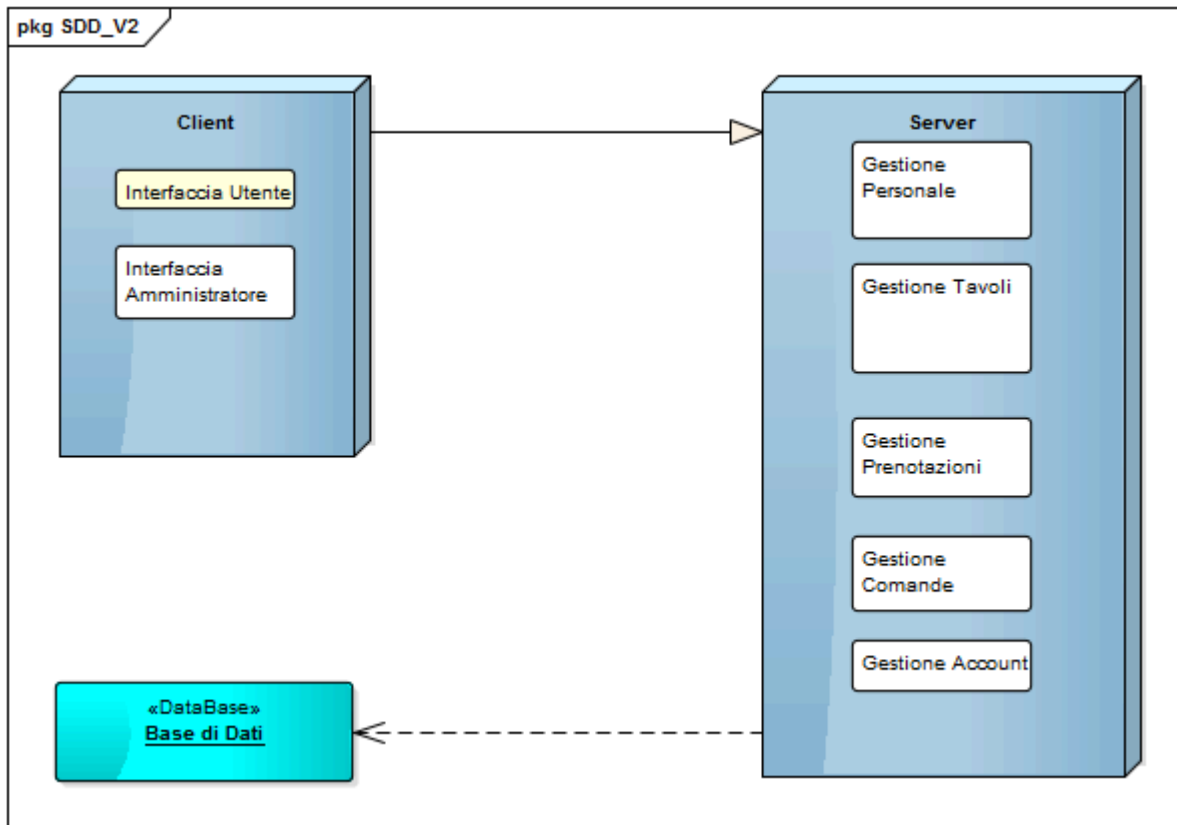 pkg SDD_V2
Client
Interfaccia Utente
Interfaccia
Amministratore
Server
Gestione
Personale
Gestione Tavoli
Gestione
Prenotazioni
Gestione
Comande
Gestione Account
«DataBase»
Base di Dati